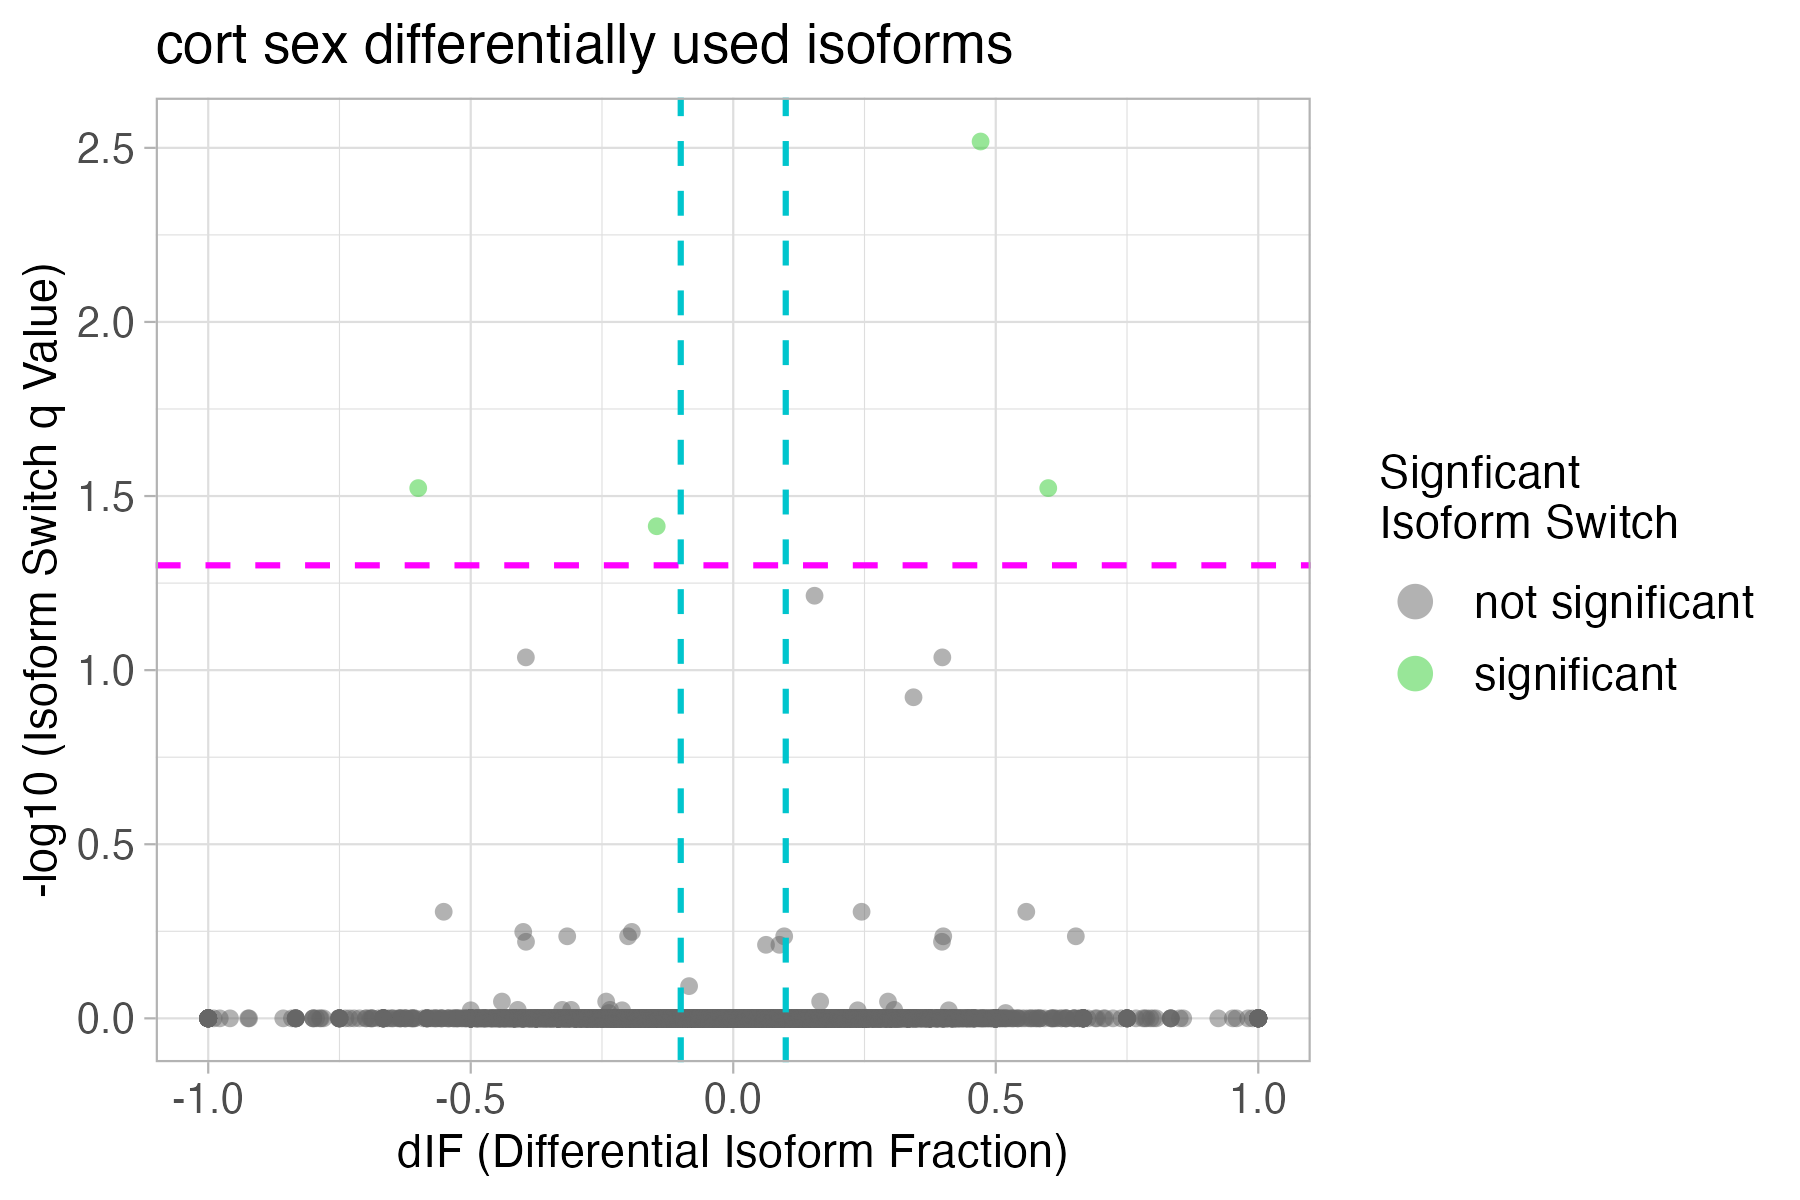 cort sex differentially used isoforms
-log10 (Isoform Switch q Value)
2.5
2.0
1.5
1.0
0.5
0.0
-1.0 -0.5 0.0 0.5 1.0
dIF (Differential Isoform Fraction)
Signficant
Isoform Switch
not significant
significant